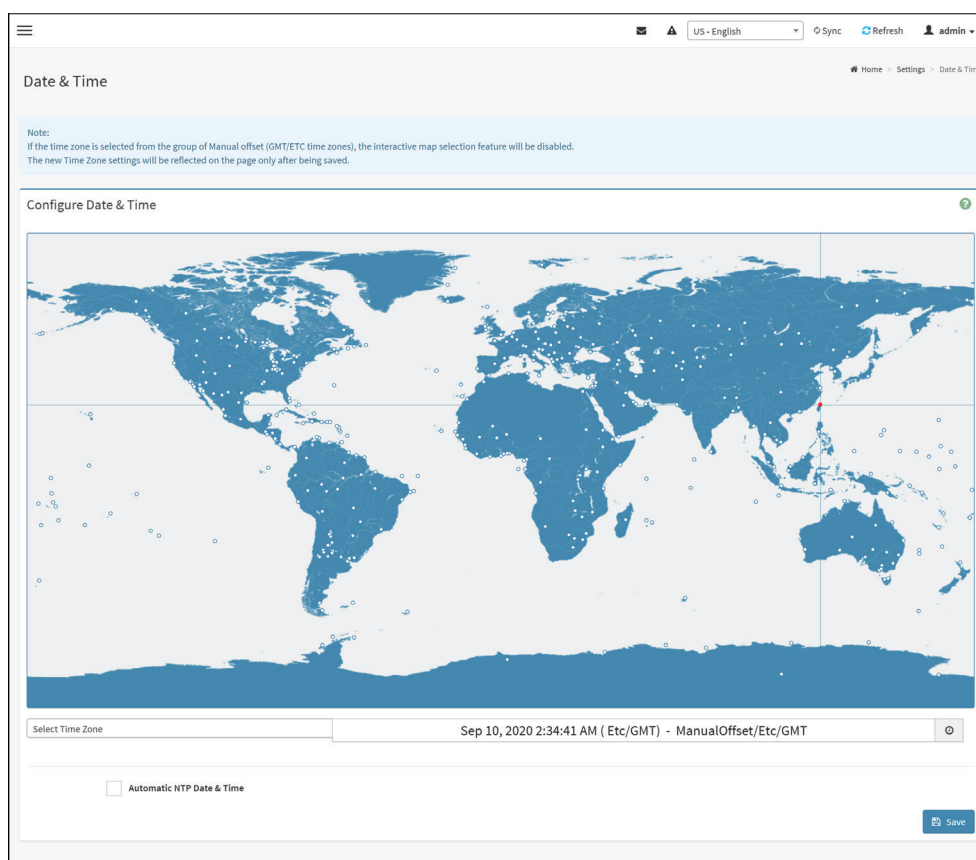 US - English
Sync
Refresh
admin
Date & Time
Home > Settings > Date & Tim
Note:
If the time zone is selected from the group of Manual offset (GMT/ETC time zones), the interactive map selection feature will be disabled.
The new Time Zone settings will be reflected on the page only after being saved.
Configure Date & Time
Select Time Zone
Sep 10, 2020 2:34:41 AM ( Etc/GMT) - ManualOffset/Etc/GMT
Automatic NTP Date & Time
Save